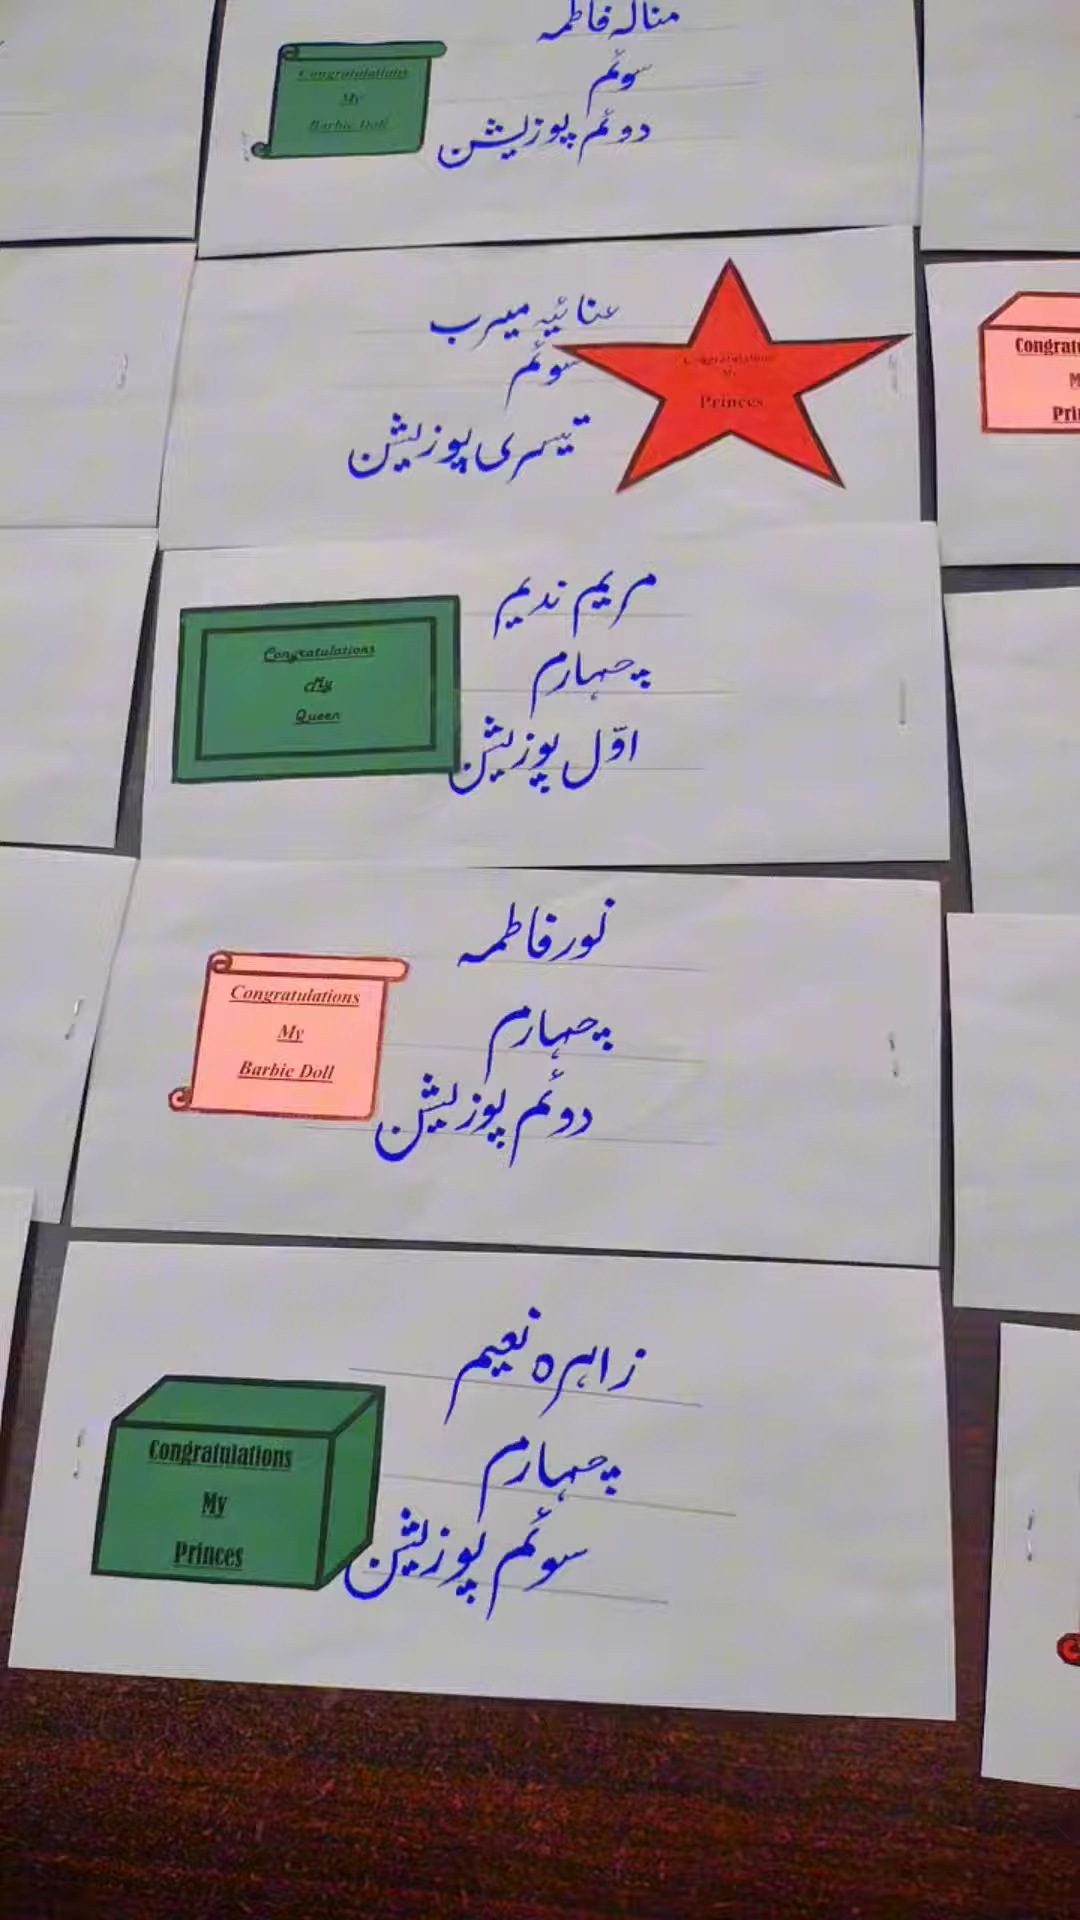 منالہ فاطمہ
سوئم
دوئم پوزیشن
Congratulations
My
Barbie Doll
عنائیہ میرب
سوئم
تیسری پوزیشن
Congratulations
My
Princes
مریم ندیم
چہارم
اوّل پوزیشن
Congratulations
My
Queen
نور فاطمہ
چہارم
دوئم پوزیشن
Congratulations
My
Barbie Doll
زاہرہ نعیم
چہارم
سوئم پوزیشن
Congratulations
My
Princes